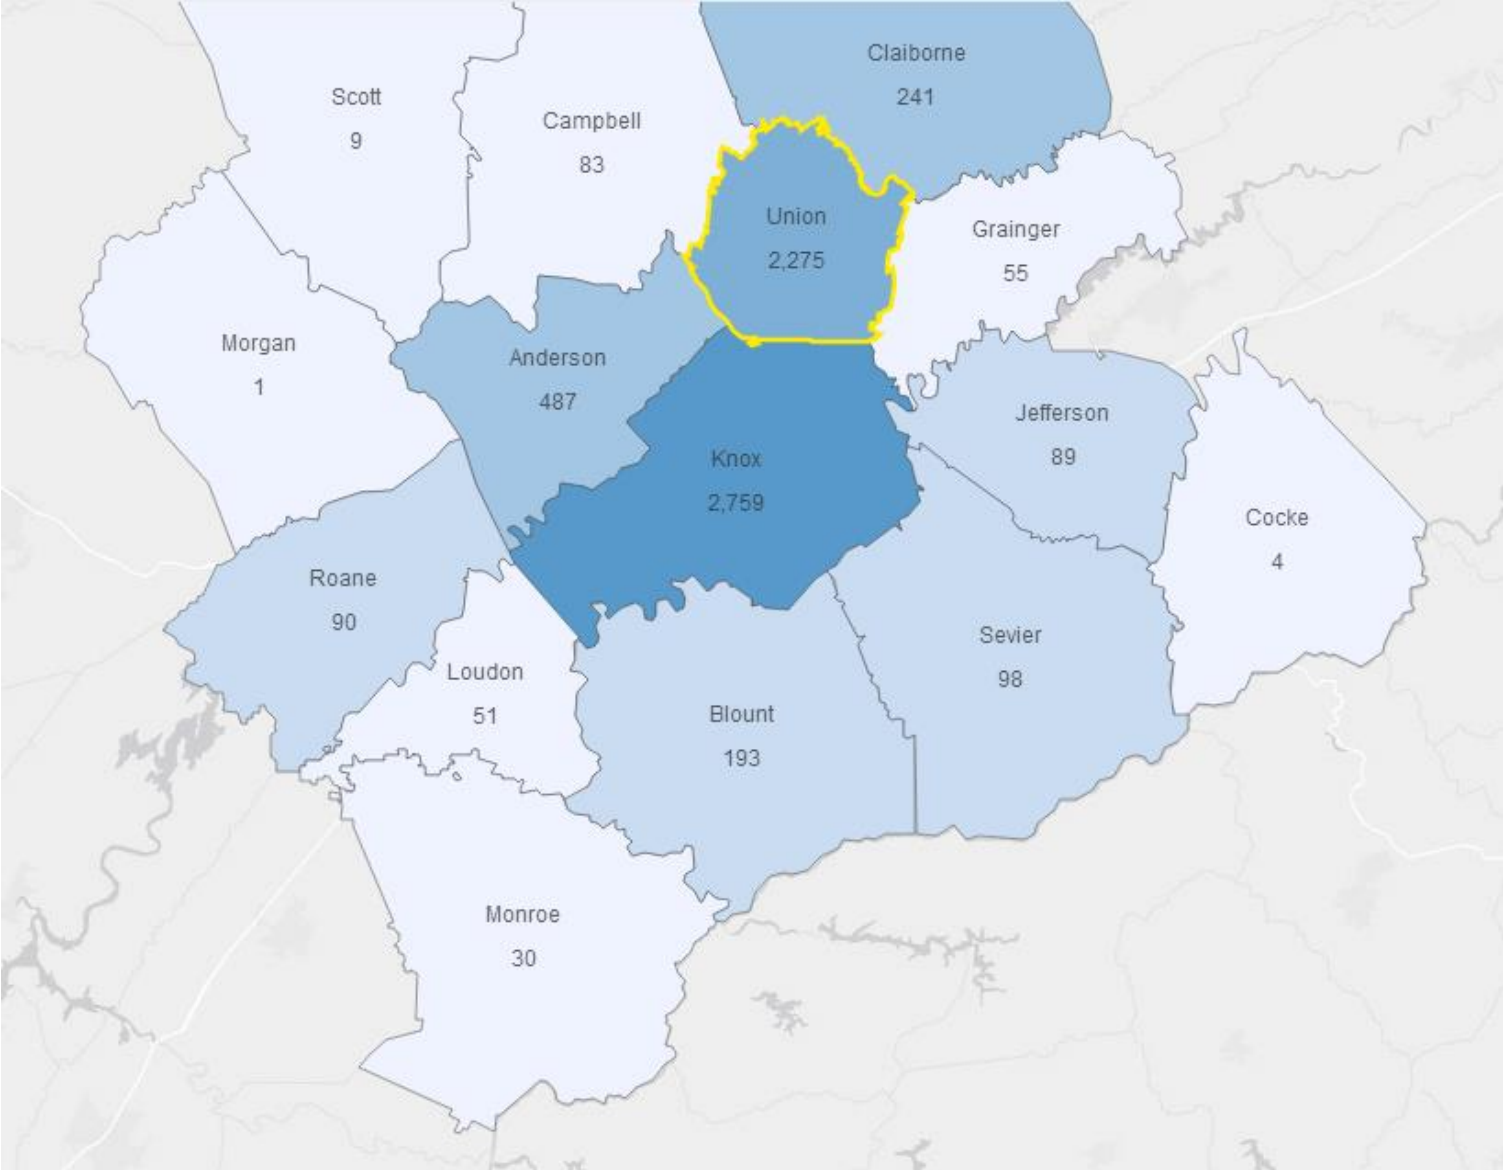 Claiborne
241
Scott
9
Campbell
83
Union
2,275
Grainger
55
Morgan
1
Anderson
487
Jefferson
89
Knox
2,759
Cocke
4
Roane
90
Sevier
98
Loudon
51
Blount
193
Monroe
30